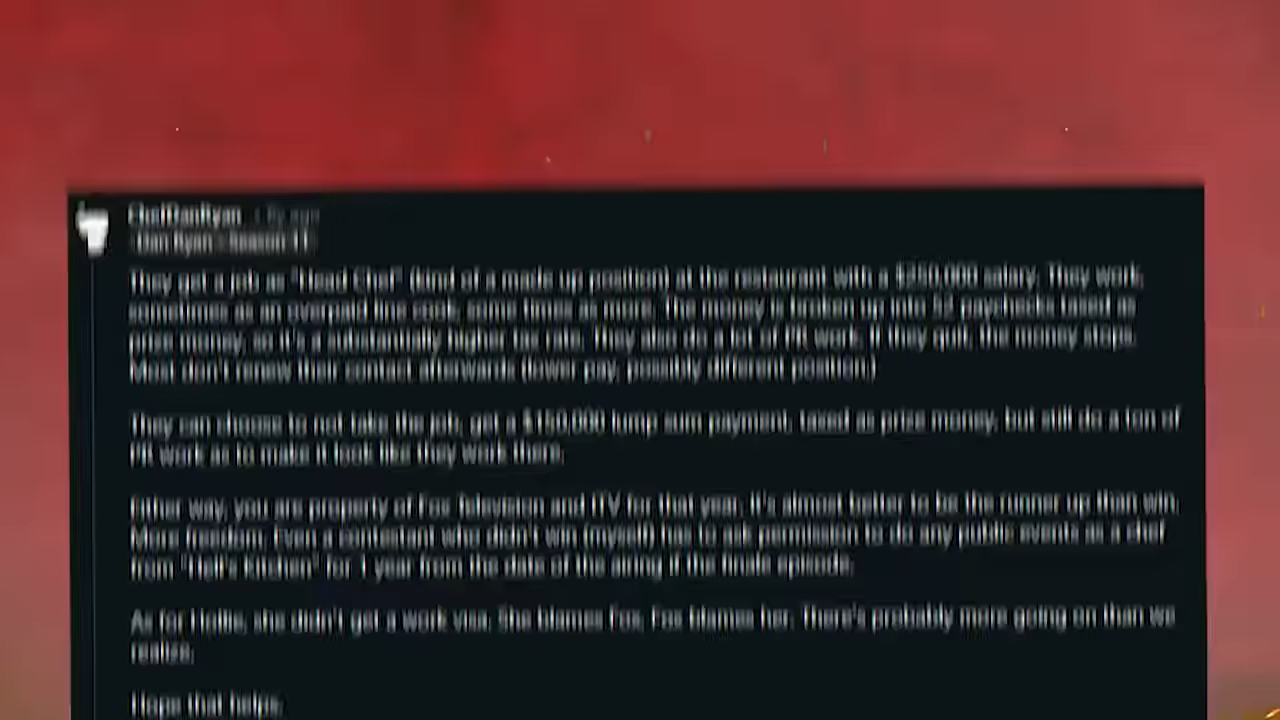 ChefDanRyan
Dan Ryan - Season 11
They get a job as "Head Chef" (kind of a made up position) at the restaurant with a salary. They work,
sometimes as an overpaid line cook, some times as more. The money is broken up into 12 paychecks taxed as
prize money, so it's a substantially higher tax rate. They also do a lot of PR work. If they quit, the money stops.
Most don't renew their contact afterwards (lower pay, possibly different position.)
They can choose to not take the job, get a $150,000 lump sum payment, taxed as prize money, but still do a ton of
PR work as to make it look like they work there.
Either way, you are property of Fox Television and ITV for that year. It's almost better to be the runner up than win.
More freedom. Even a contestant who didn't win (myself) has to ask permission to do any public events as a chef
from "Hell's Kitchen" for 1 year from the date of the airing if the finale episode.
As for Hollie, she didn't get a work visa. She blames Fox, Fox blames her. There's probably more going on than we
realize.
Hope that helps.